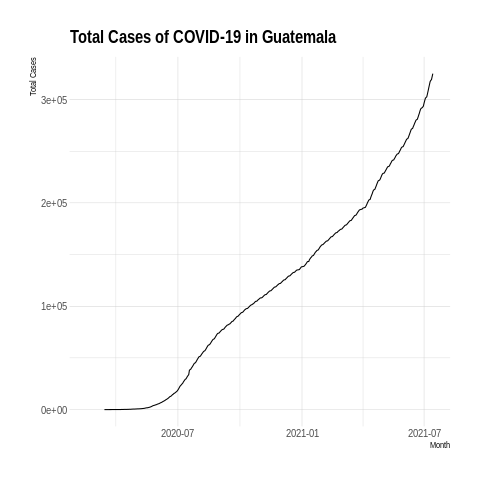 Total Cases of COVID-19 in Guatemala
Total Cases
3e+05
2e+05
1e+05
0e+00
2020-07 2021-01 2021-07
Month